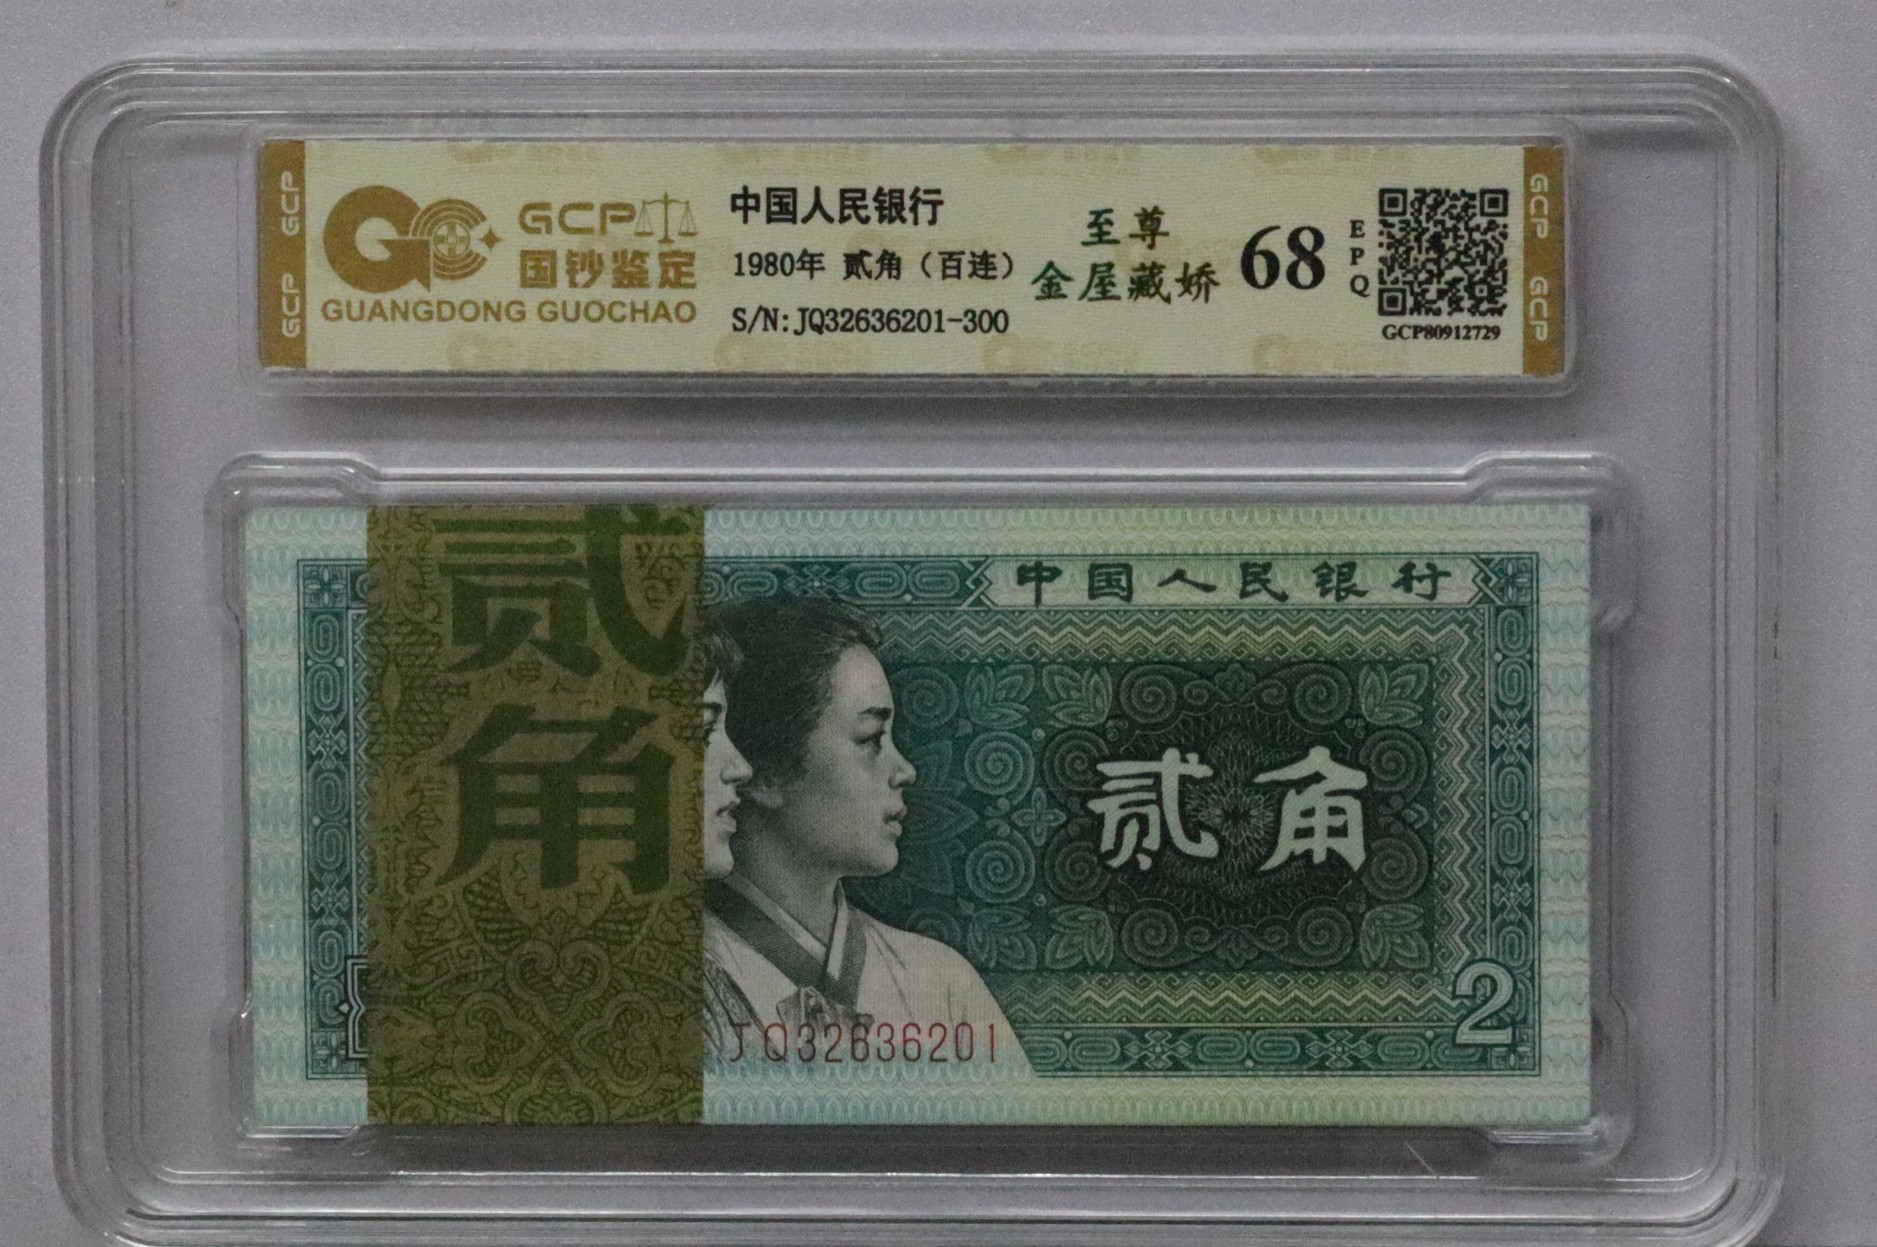 GCP
GCP
GCP
国钞鉴定
GUANGDONG GUOCHAO
中国人民银行
1980年 贰角（百连）
S/N:JQ32636201-300
至尊
金屋藏娇
68
EPQ
GCP80912729
GCP
GCP
贰角
中国人民银行
贰角
JQ32636201
2